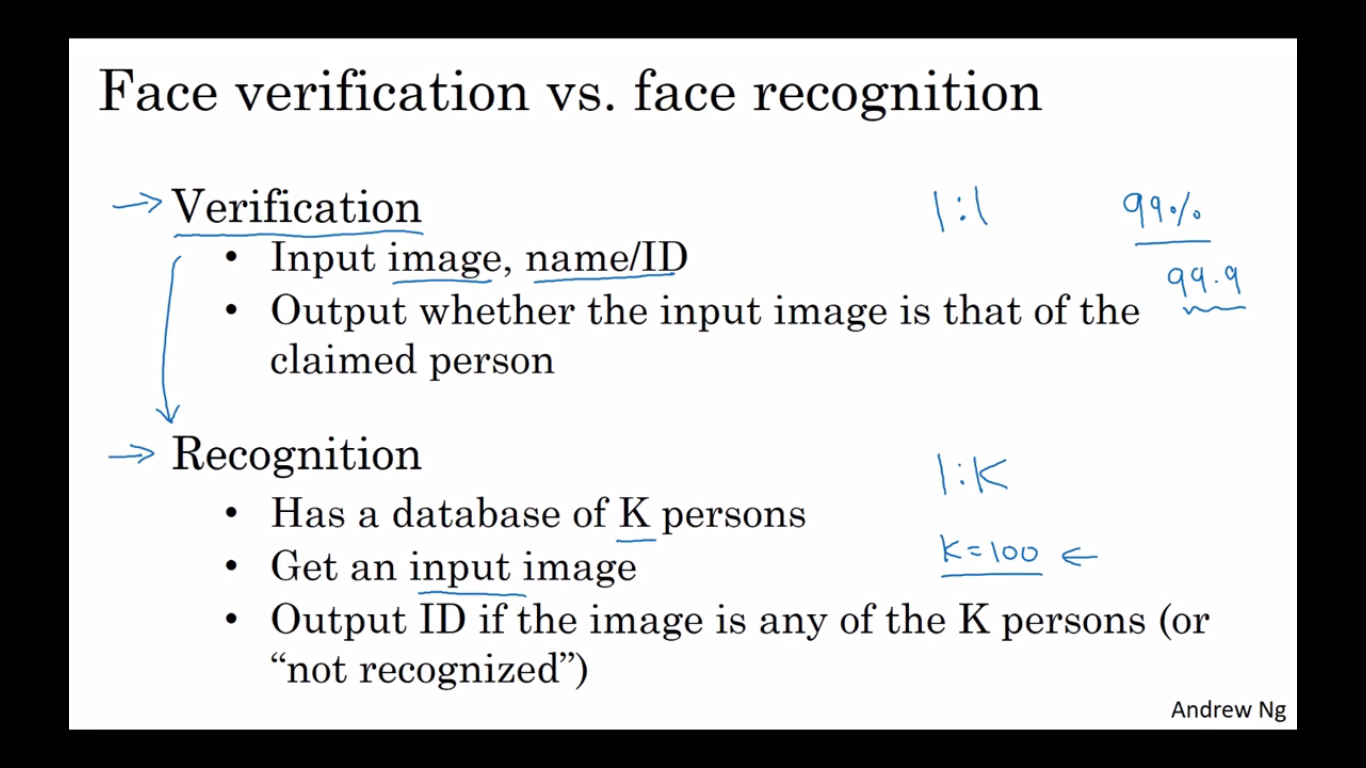 Face verification vs. face recognition
→ Verification
1:1
99%
• Input image, name/ID
99.9
• Output whether the input image is that of the
claimed person
→ Recognition
1:K
• Has a database of K persons
K=100 ←
• Get an input image
• Output ID if the image is any of the K persons (or
“not recognized”)
Andrew Ng